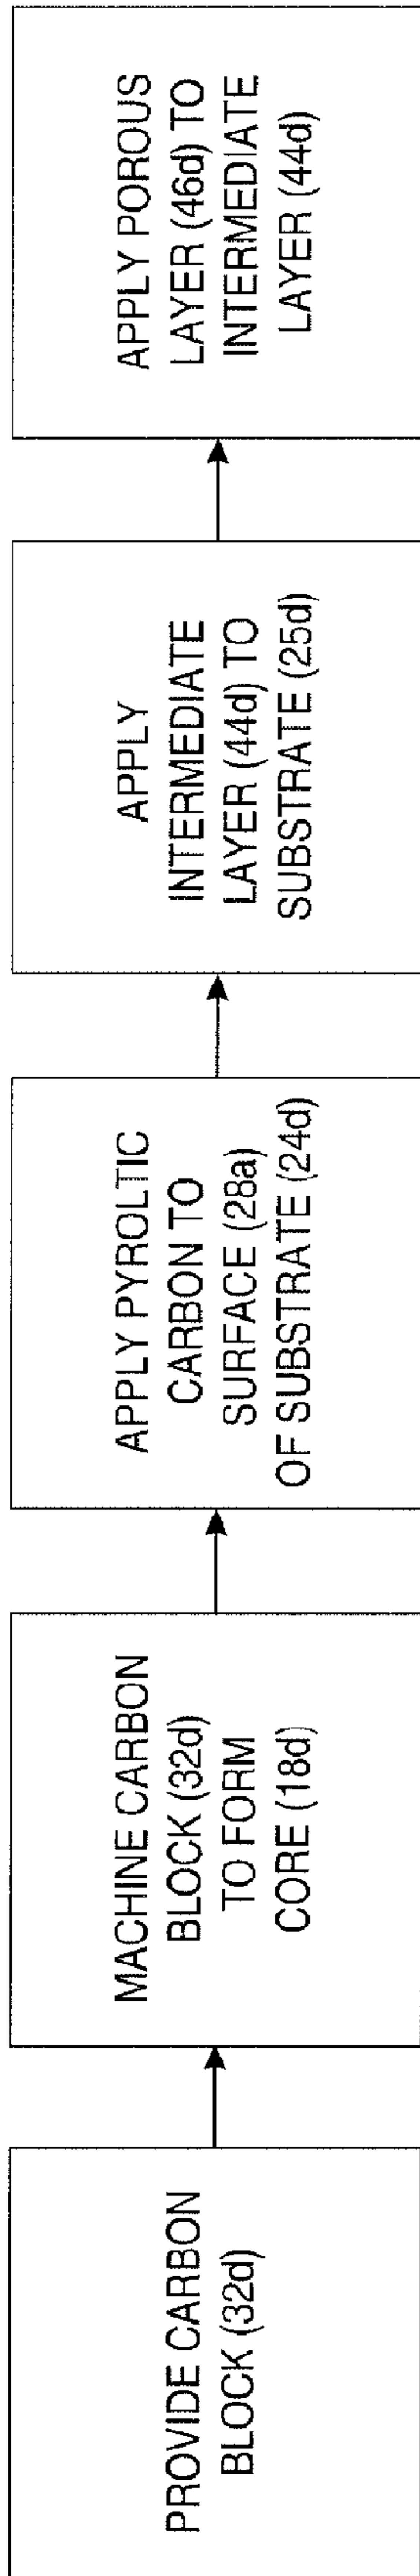 PROVIDE CARBON
BLOCK (32d)
MACHINE CARBON
BLOCK (32d)
TO FORM
CORE (18d)
APPLY PYROLTIC
CARBON TO
SURFACE (28a)
OF SUBSTRATE (24d)
APPLY
INTERMEDIATE
LAYER (44d) TO
SUBSTRATE (25d)
APPLY POROUS
LAYER (46d) TO
INTERMEDIATE
LAYER (44d)